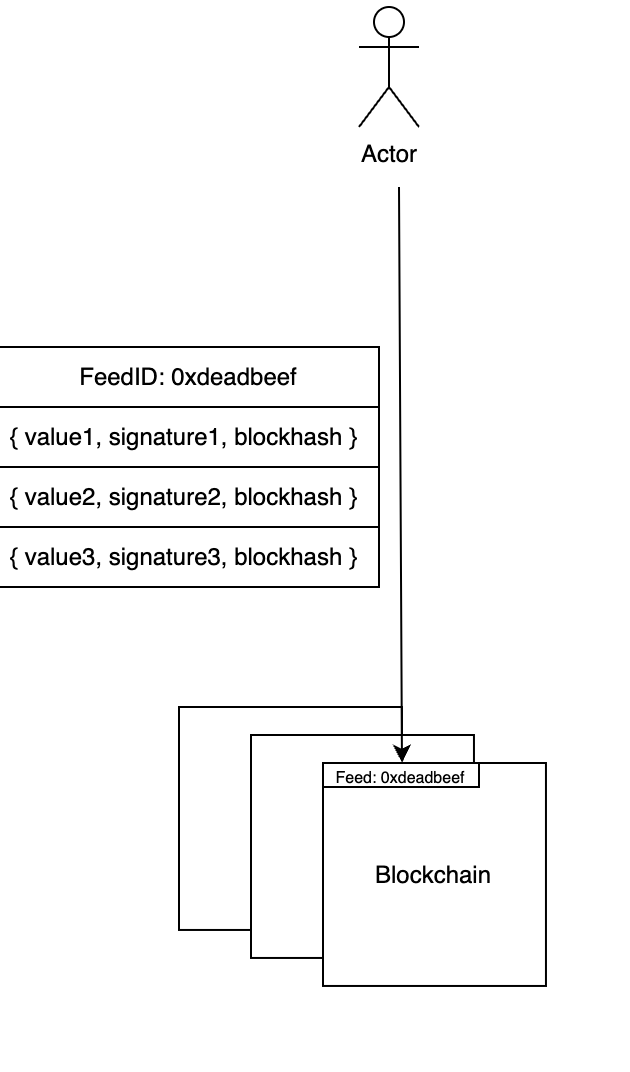 Actor
FeedID: 0xdeadbeef
{ value1, signature1, blockhash }
{ value2, signature2, blockhash }
{ value3, signature3, blockhash }
Feed: 0xdeadbeef
Blockchain